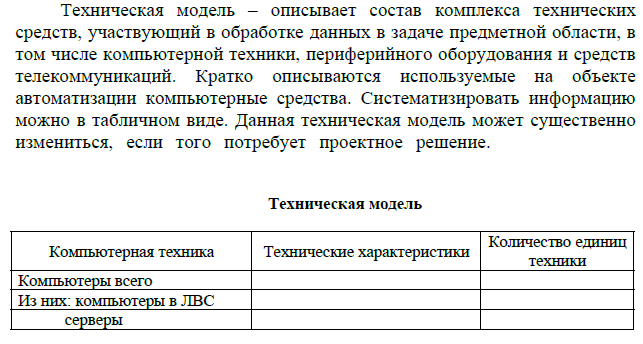 Техническая модель – описывает состав комплекса технических
средств, участвующий в обработке данных в задаче предметной области, в
том числе компьютерной техники, периферийного оборудования и средств
телекоммуникаций. Кратко описываются используемые на объекте
автоматизации компьютерные средства. Систематизировать информацию
можно в табличном виде. Данная техническая модель может существенно
измениться, если того потребует проектное решение.
Техническая модель
Компьютерная техника Технические характеристики Количество единиц
техники
Компьютеры всего
Из них: компьютеры в ЛВС
серверы